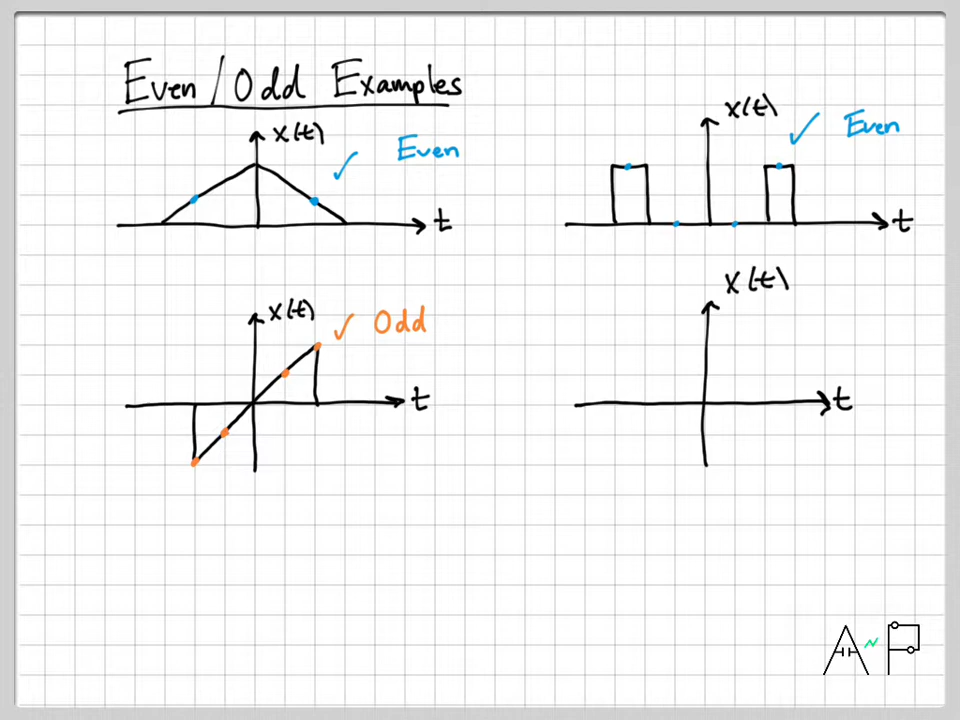 Even / Odd Examples
x(t)
✓ Even
t
x(t)
✓ Even
t
x(t)
✓ Odd
t
x(t)
t
A~P